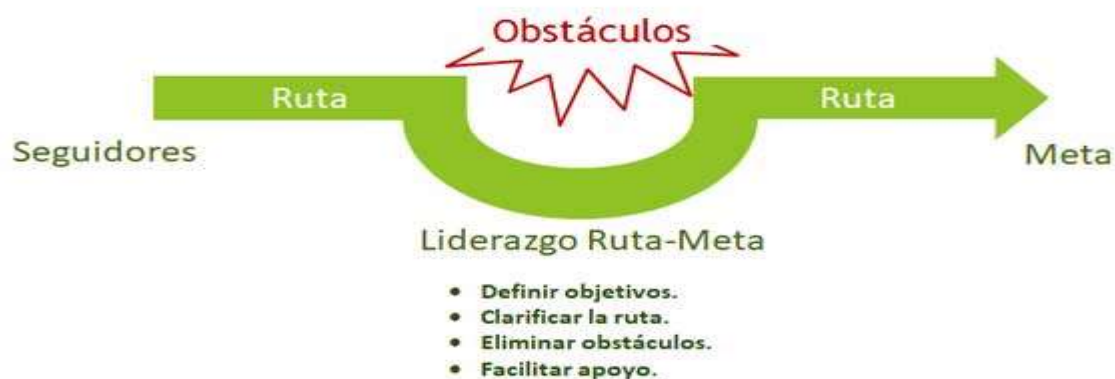 Obstáculos
Ruta
Ruta
Seguidores
Meta
Liderazgo Ruta-Meta
• Definir objetivos.
• Clarificar la ruta.
• Eliminar obstáculos.
• Facilitar apoyo.